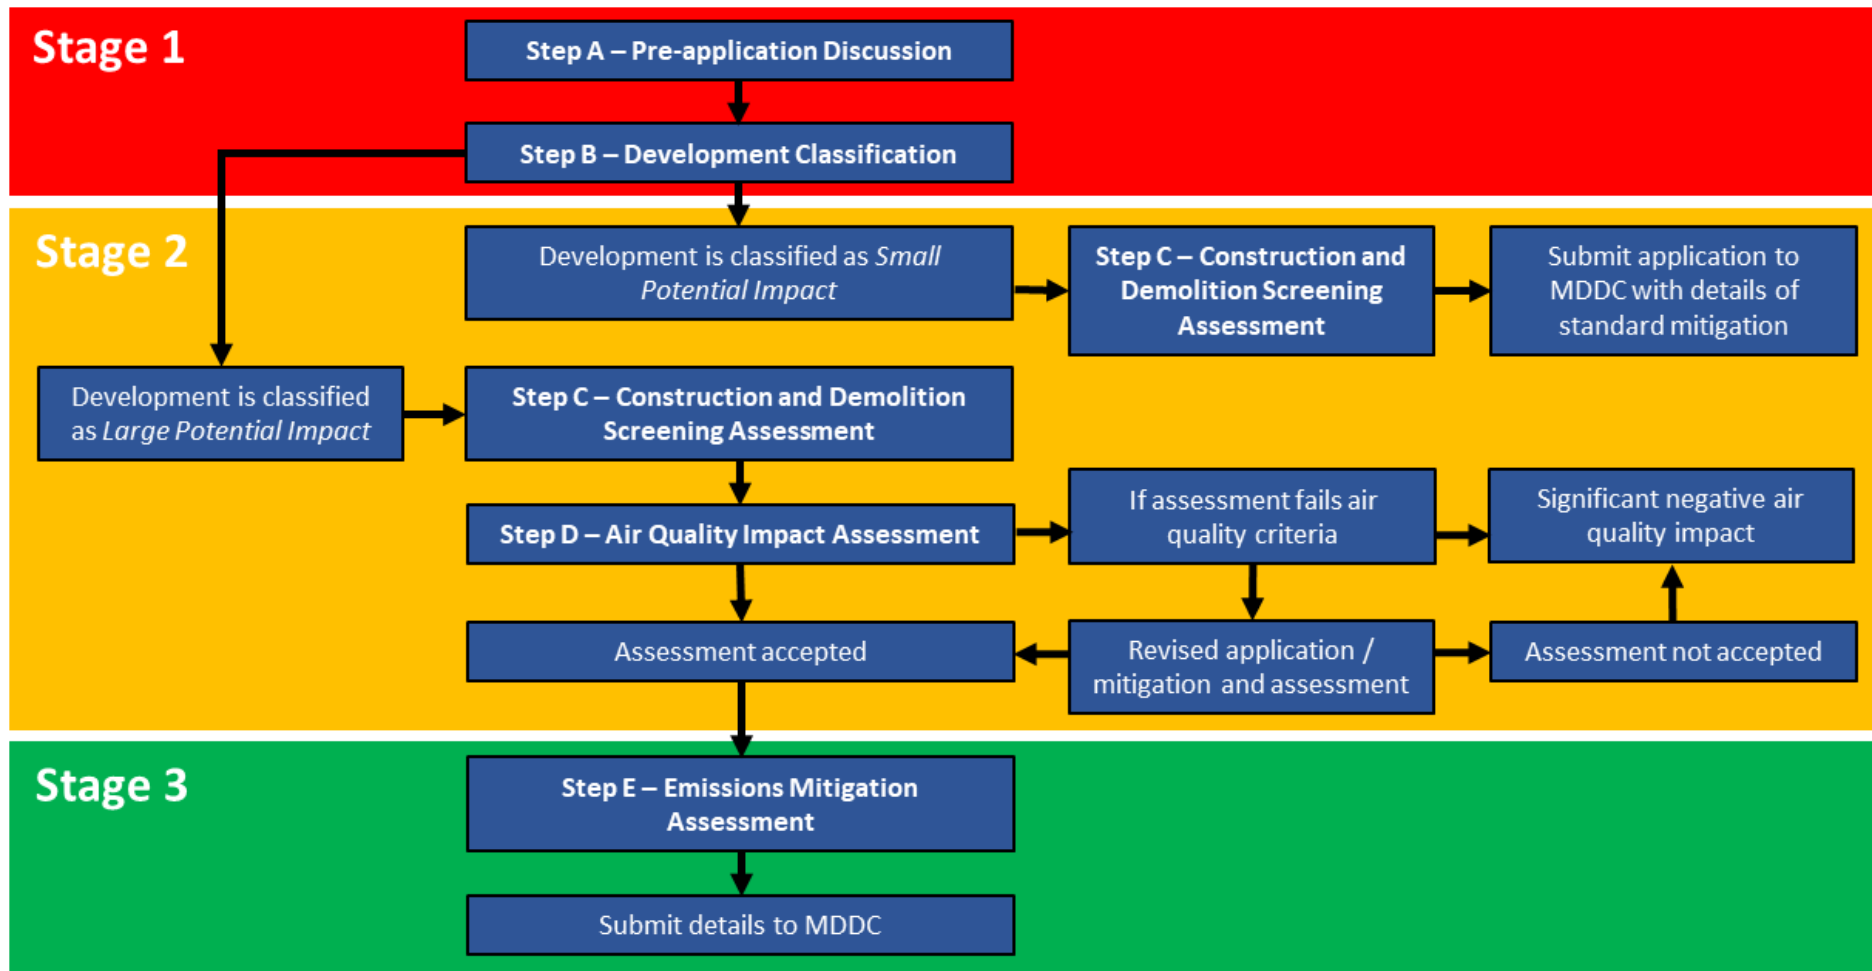 Stage 1
Step A – Pre-application Discussion
Step B – Development Classification
Stage 2
Development is classified as Small
Potential Impact
Step C – Construction and
Demolition Screening
Assessment
Submit application to
MDDC with details of
standard mitigation
Development is classified
as Large Potential Impact
Step C – Construction and Demolition
Screening Assessment
Step D – Air Quality Impact Assessment
If assessment fails air
quality criteria
Significant negative air
quality impact
Assessment accepted
Revised application /
mitigation and assessment
Assessment not accepted
Stage 3
Step E – Emissions Mitigation
Assessment
Submit details to MDDC